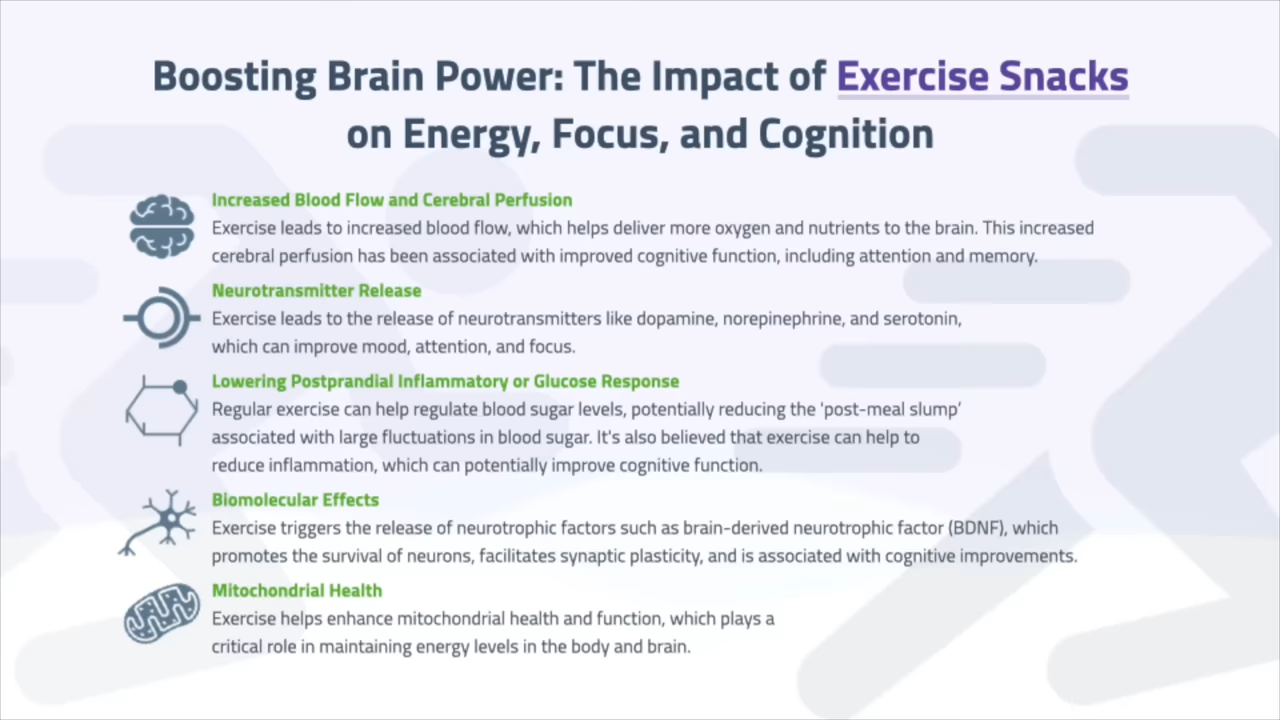 Boosting Brain Power: The Impact of Exercise Snacks
on Energy, Focus, and Cognition
Increased Blood Flow and Cerebral Perfusion
Exercise leads to increased blood flow, which helps deliver more oxygen and nutrients to the brain. This increased
cerebral perfusion has been associated with improved cognitive function, including attention and memory.
Neurotransmitter Release
Exercise leads to the release of neurotransmitters like dopamine, norepinephrine, and serotonin,
which can improve mood, attention, and focus.
Lowering Postprandial Inflammatory or Glucose Response
Regular exercise can help regulate blood sugar levels, potentially reducing the 'post-meal slump'
associated with large fluctuations in blood sugar. It's also believed that exercise can help to
reduce inflammation, which can potentially improve cognitive function.
Biomolecular Effects
Exercise triggers the release of neurotrophic factors such as brain-derived neurotrophic factor (BDNF), which
promotes the survival of neurons, facilitates synaptic plasticity, and is associated with cognitive improvements.
Mitochondrial Health
Exercise helps enhance mitochondrial health and function, which plays a
critical role in maintaining energy levels in the body and brain.